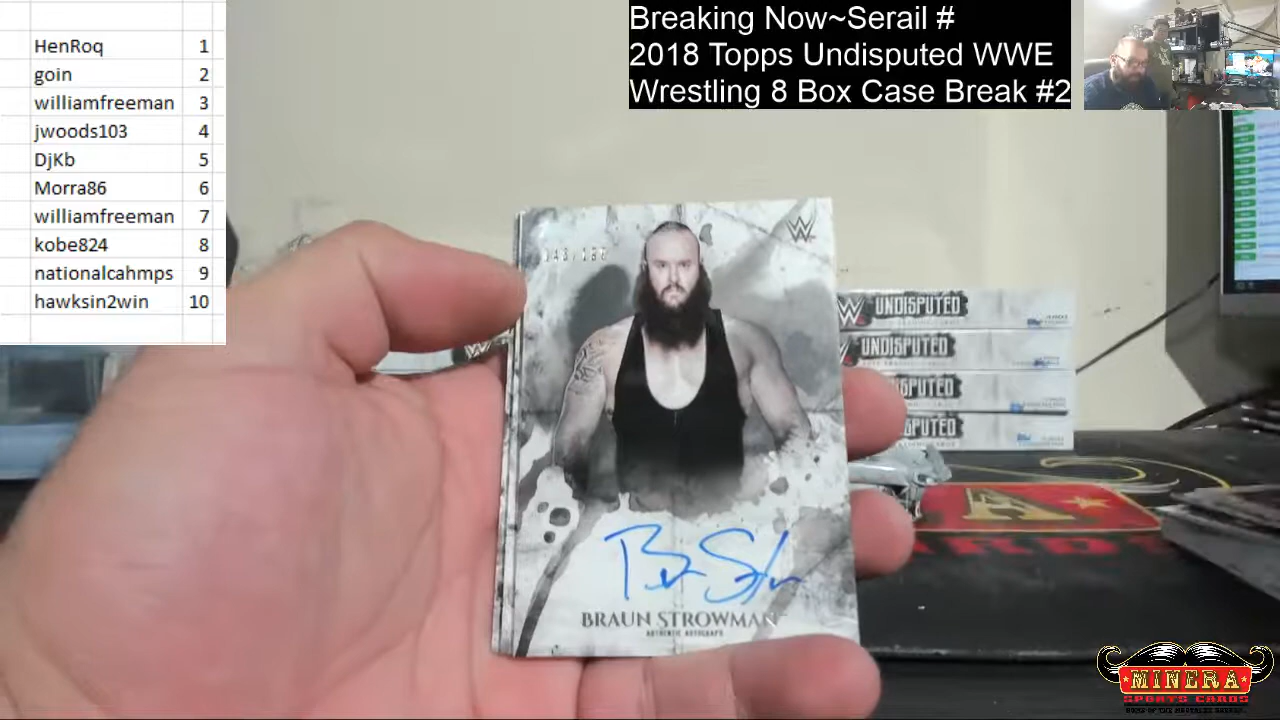 HenRoq 1
goin 2
williamfreeman 3
jwoods103 4
DjKb 5
Morra86 6
williamfreeman 7
kobe824 8
nationalcahmps 9
hawksin2win 10
Breaking Now~Serail #
2018 Topps Undisputed WWE
Wrestling 8 Box Case Break #2
BRAUN STROWMAN
AUTHENTIC AUTOGRAPH
UNDISPUTED
UNDISPUTED
MINERA
SPORTS CARDS